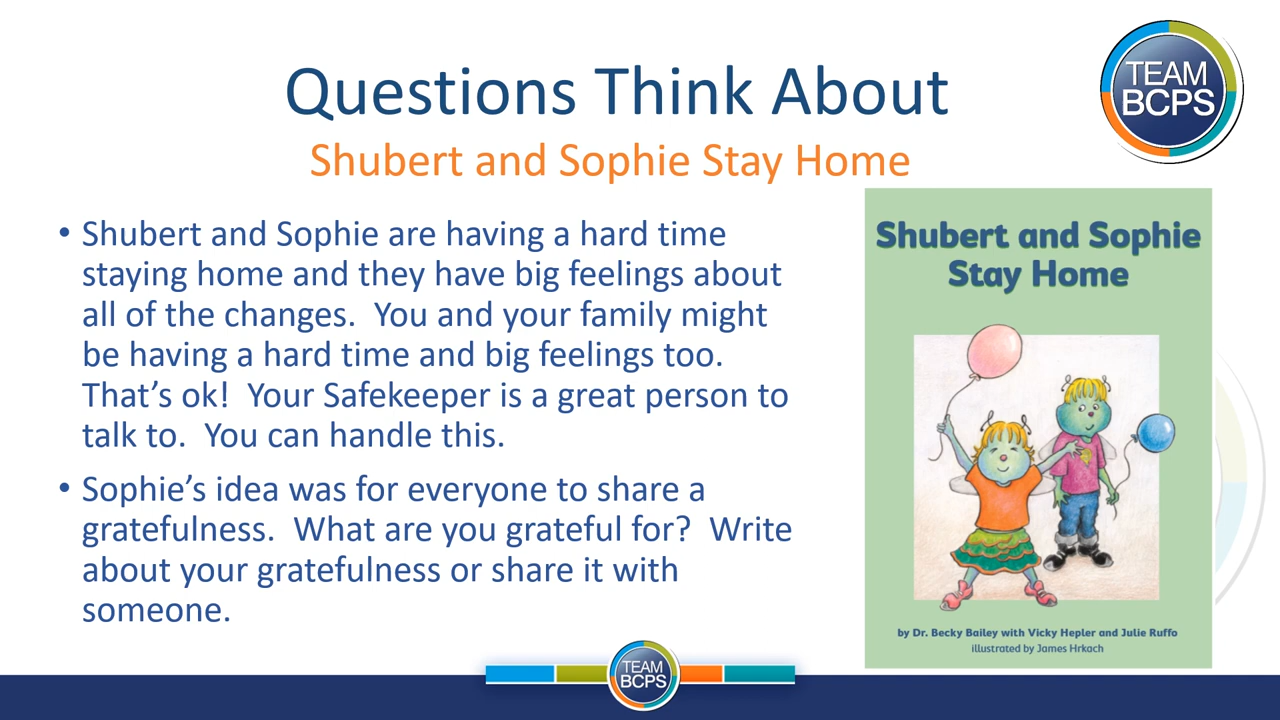 Questions Think About
Shubert and Sophie Stay Home
TEAM
BCPS
• Shubert and Sophie are having a hard time
staying home and they have big feelings about
all of the changes.  You and your family might
be having a hard time and big feelings too.
That’s ok!  Your Safekeeper is a great person to
talk to.  You can handle this.
• Sophie’s idea was for everyone to share a
gratefulness.  What are you grateful for?  Write
about your gratefulness or share it with
someone.
Shubert and Sophie
Stay Home
by Dr. Becky Bailey with Vicky Hepler and Julie Ruffo
illustrated by James Hrkach
TEAM
BCPS